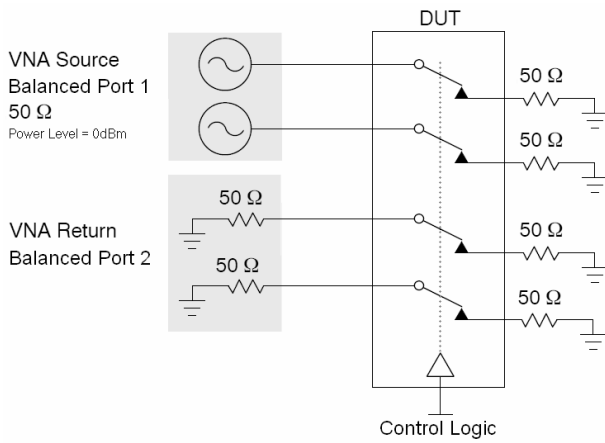 DUT
VNA Source
Balanced Port 1
50 Ω
Power Level = 0dBm
50 Ω
50 Ω
VNA Return
Balanced Port 2
50 Ω
50 Ω
50 Ω
50 Ω
Control Logic